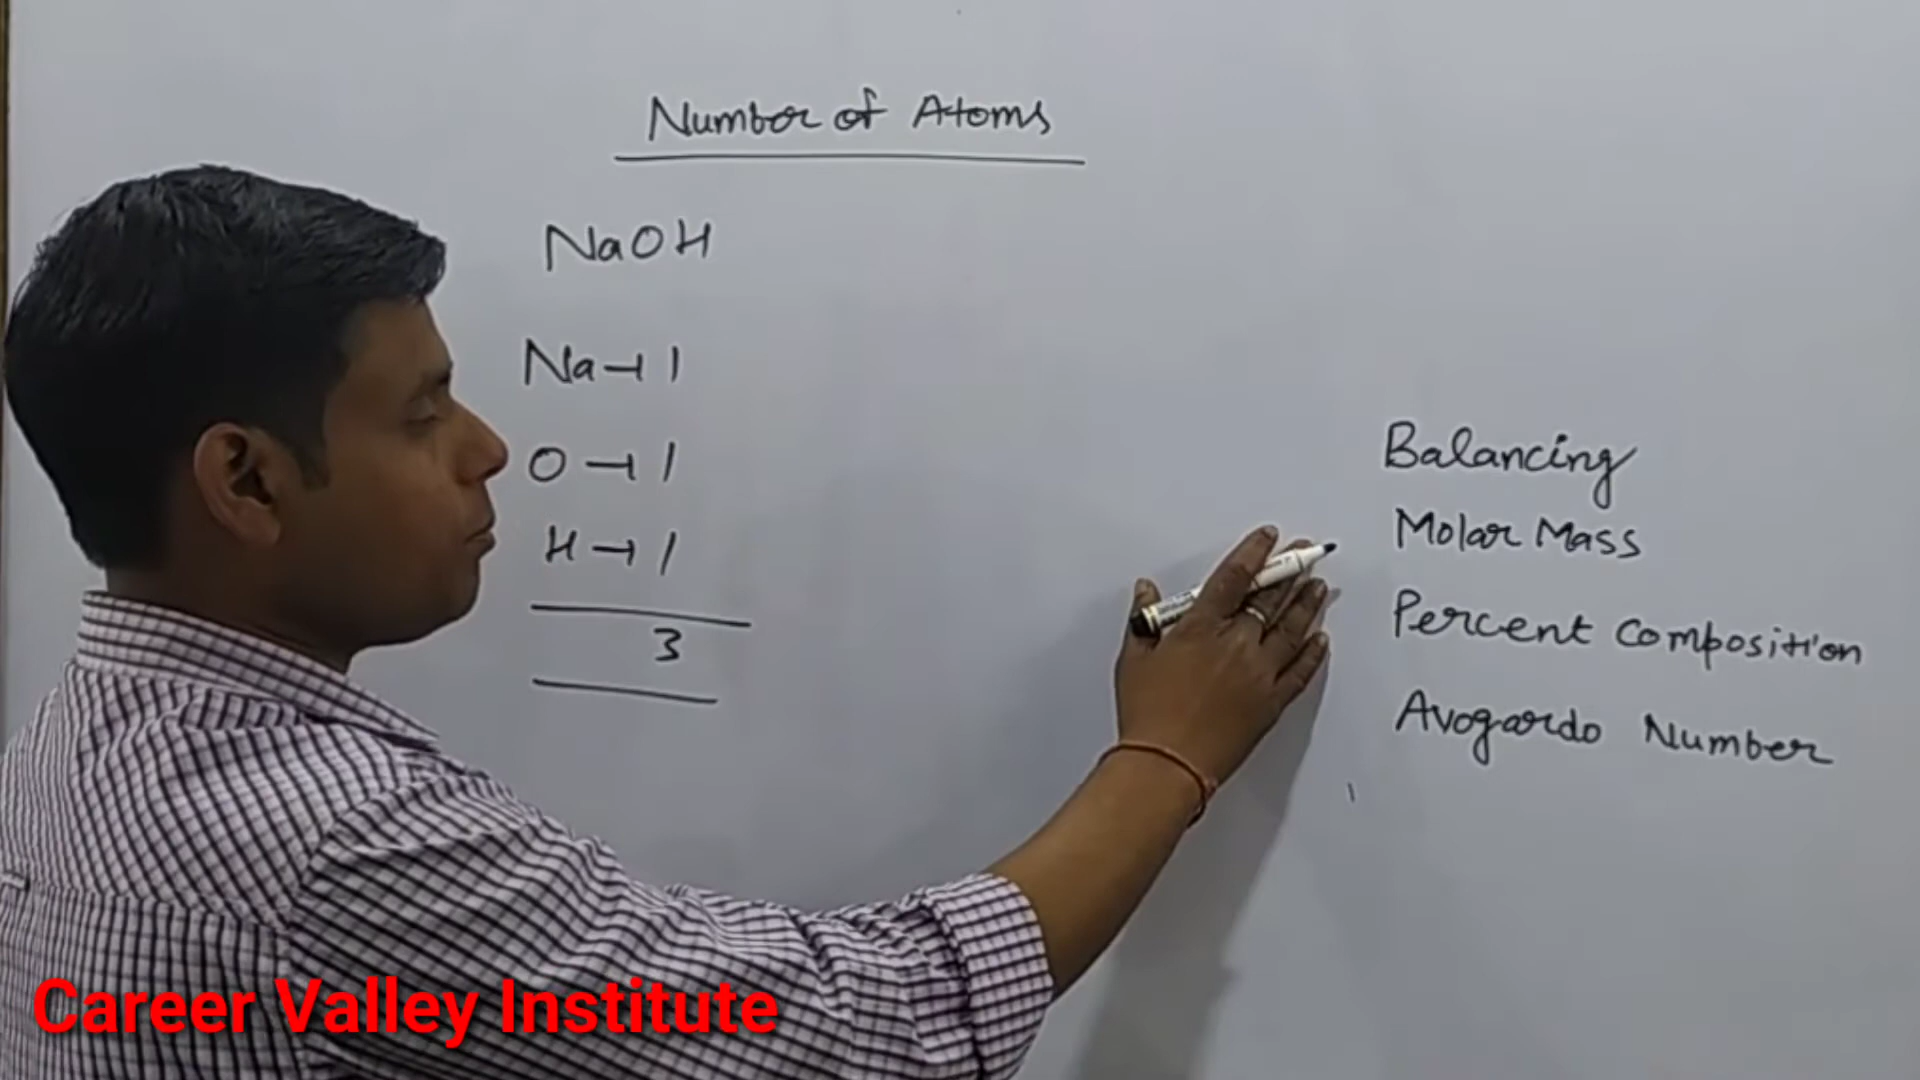 Number of Atoms
NaOH
Na → 1
O → 1
H → 1
3
Balancing
Molar Mass
Percent Composition
Avogardo Number
Career Valley Institute